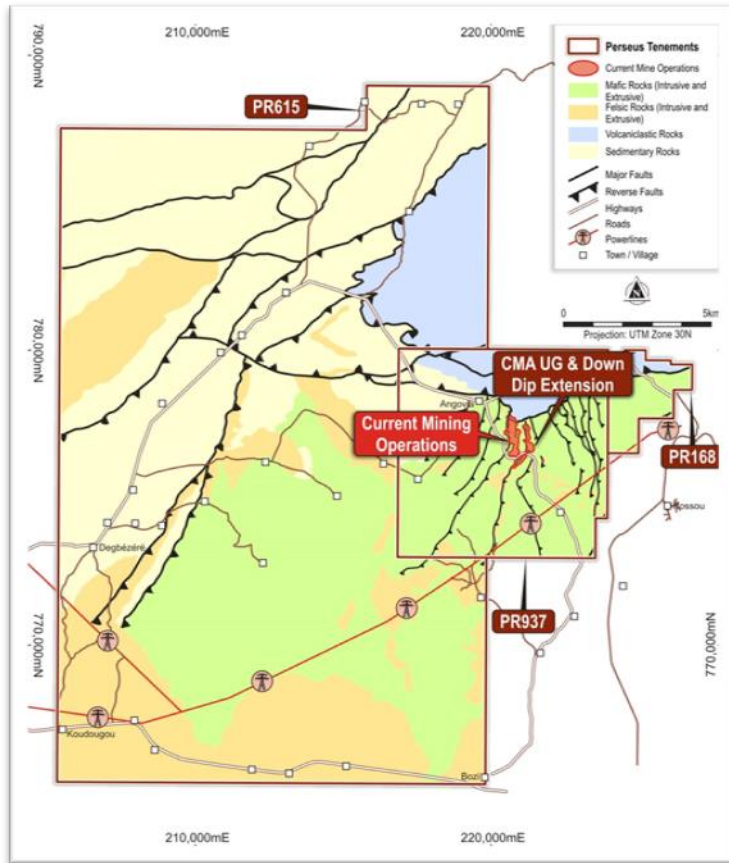 210,000mE
220,000mE
790,000mN
Perseus Tenements
Current Mine Operations
Mafic Rocks (Intrusive and
Extrusive)
Felsic Rocks (Intrusive and
Extrusive)
Volcaniclastic Rocks
Sedimentary Rocks
Major Faults
Reverse Faults
Highways
Roads
Powerlines
Town / Village
0
5km
Projection: UTM Zone 30N
PR615
780,000mN
CMA UG & Down
Dip Extension
Angovia
Current Mining
Operations
PR168
Degbézéré
PR937
770,000mN
770,000mN
Koudougou
Bozi
210,000mE
220,000mE